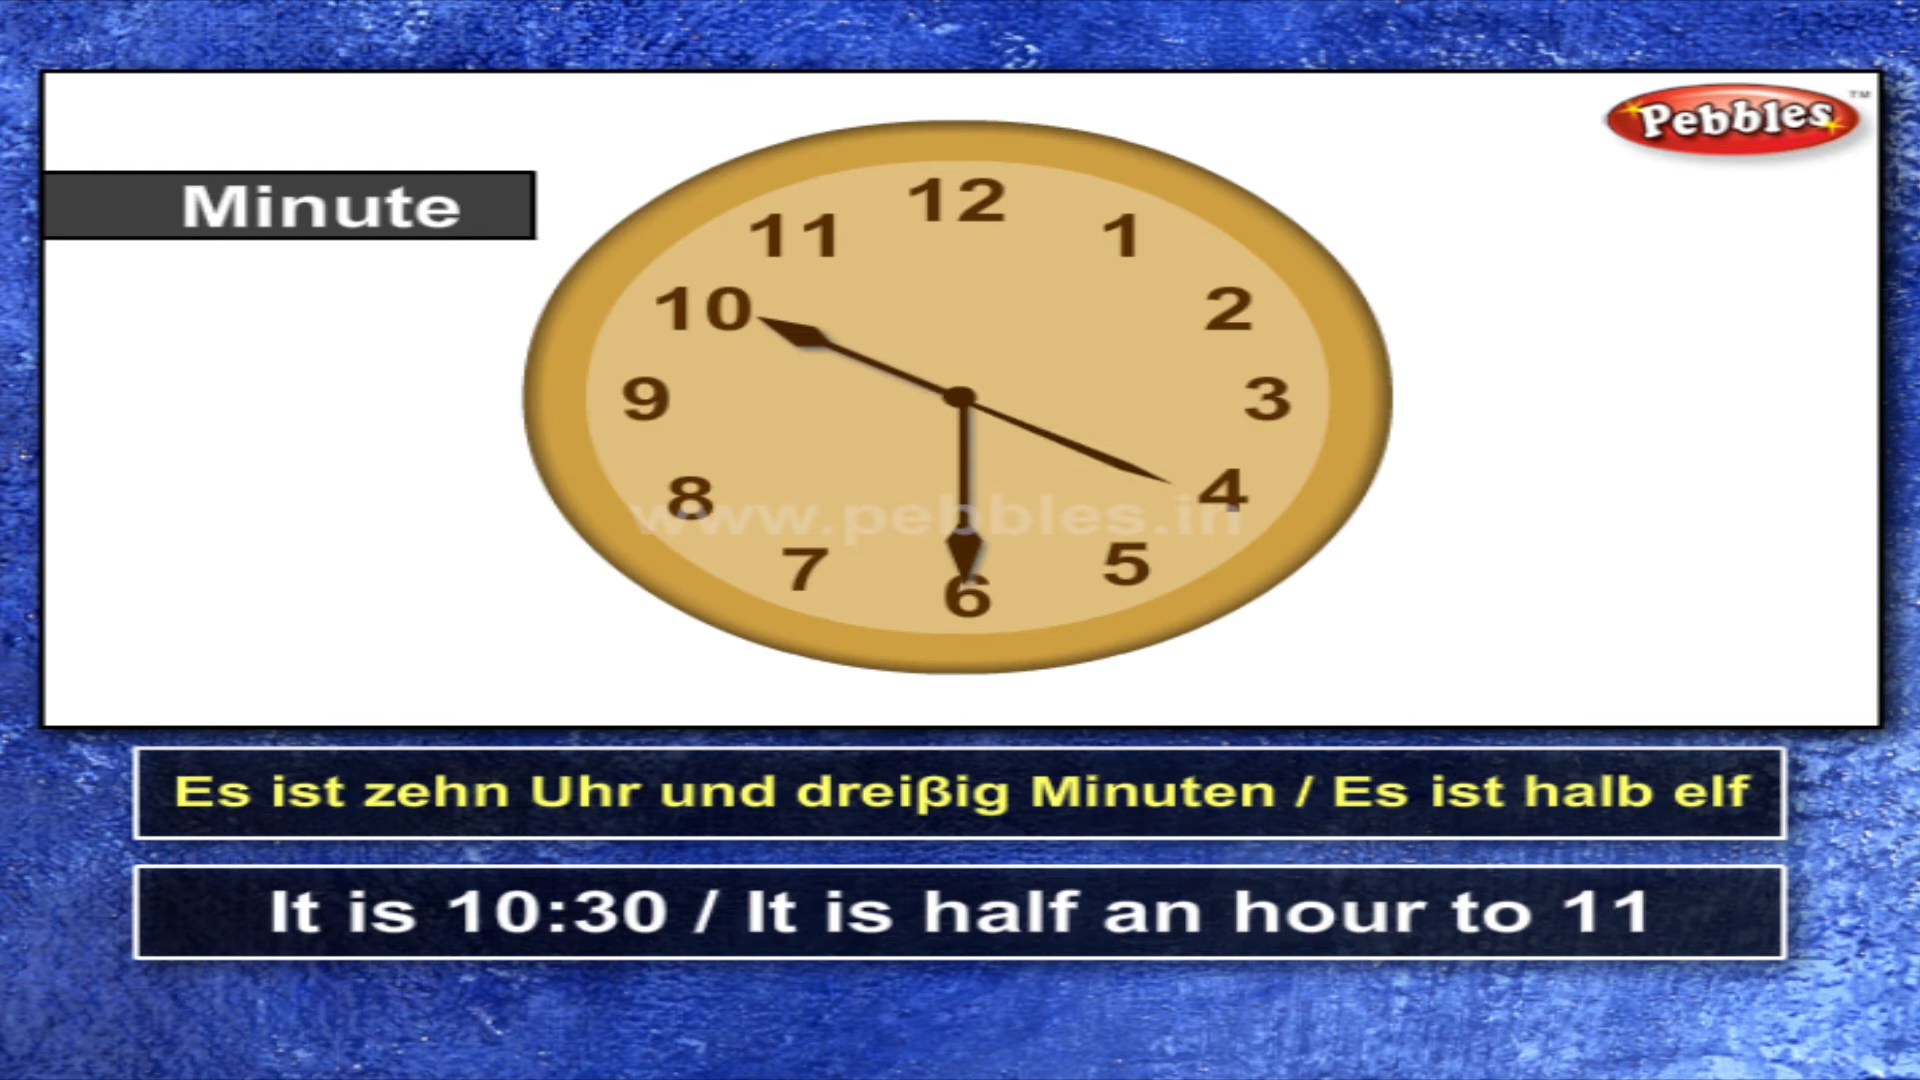 Pebbles TM
Minute
12
11
1
10
2
9
3
8
4
www.pebbles.in
7
5
6
Es ist zehn Uhr und dreiβig Minuten / Es ist halb elf
It is 10:30 / It is half an hour to 11